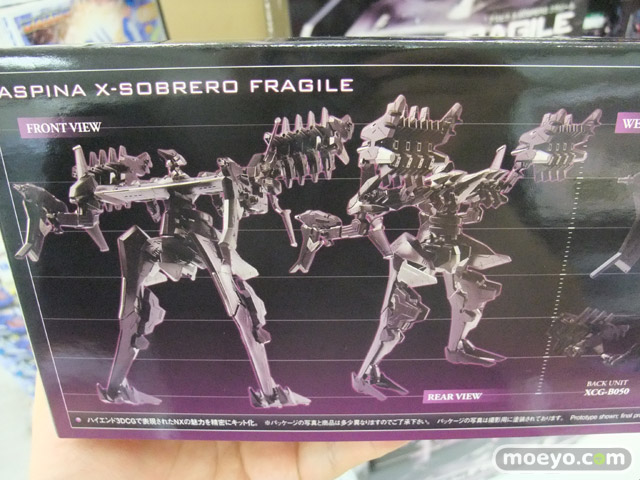 FRAGILE
ASPINA X-SOBRERO FRAGILE
FRONT VIEW
WE
REAR VIEW
BACK UNIT
XCG-B050
※ ハイエンド3DCGで表現されたNXの魅力を精密にキット化。 ※パッケージの写真と商品は多少異なりますのでご了承下さい。 パッケージの写真は撮影用に塗装されております。 Prototype shown: final pro
moeyo.com